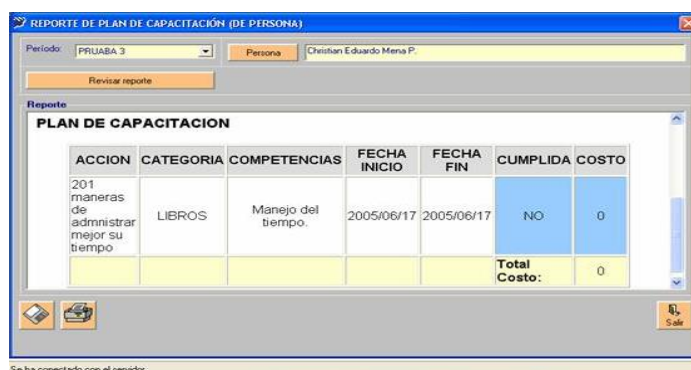 REPORTE DE PLAN DE CAPACITACIÓN (DE PERSONA)
Período: PRUABA 3 Persona Christian Eduardo Mena P.
Revisar reporte
Reporte
PLAN DE CAPACITACION
ACCION CATEGORIA COMPETENCIAS FECHA INICIO FECHA FIN CUMPLIDA COSTO
201
maneras
de
admnistrar
mejor su
tiempo
LIBROS
Manejo del
tiempo.
2005/06/17 2005/06/17 NO 0
Total
Costo: 0
Salir
Se ha conectado con el servidor